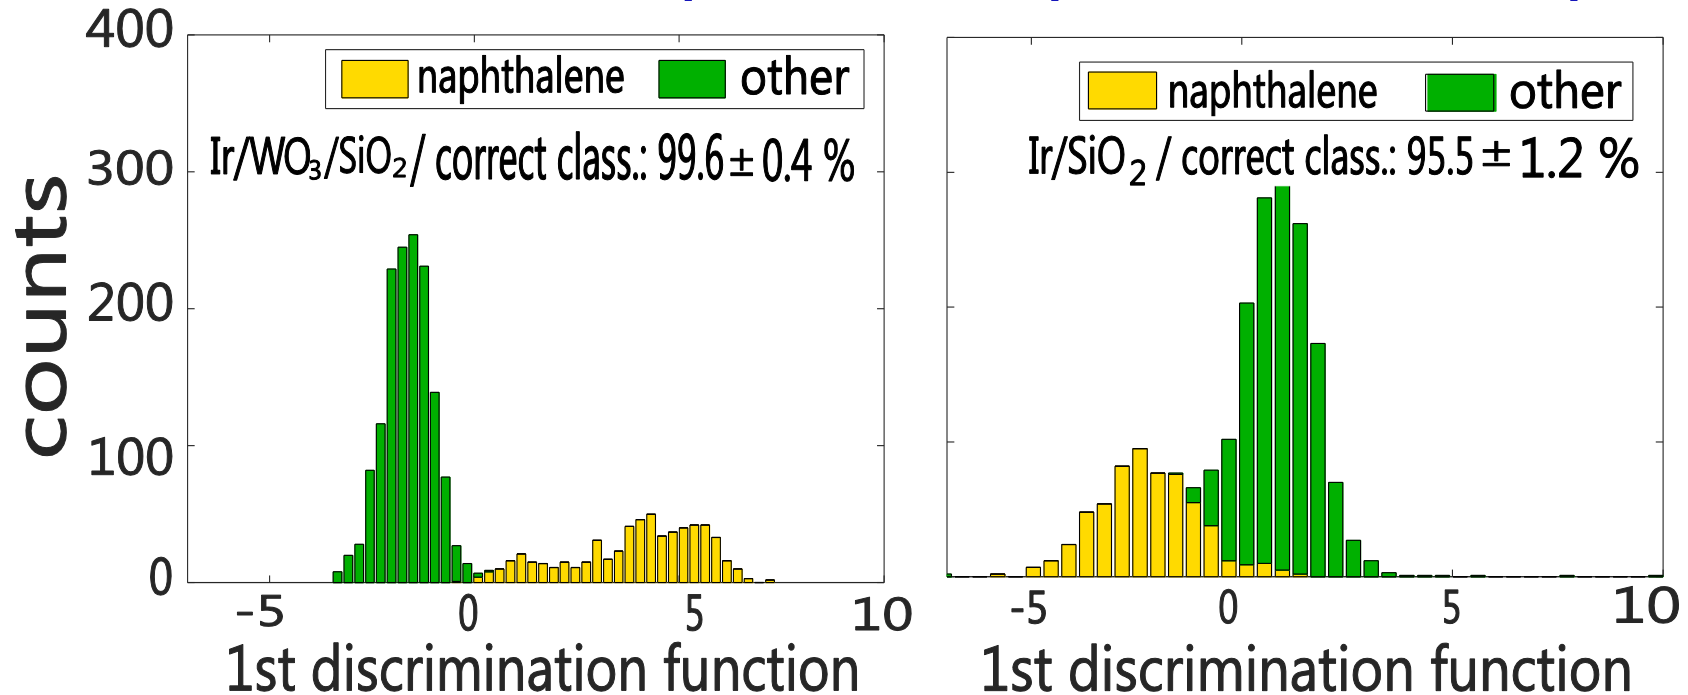 400
300
200
100
0
counts
naphthalene other
Ir/WO₃/SiO₂ / correct class.: 99.6 ± 0.4 %
-5 0 5 10
1st discrimination function
naphthalene other
Ir/SiO₂ / correct class.: 95.5 ± 1.2 %
-5 0 5 10
1st discrimination function